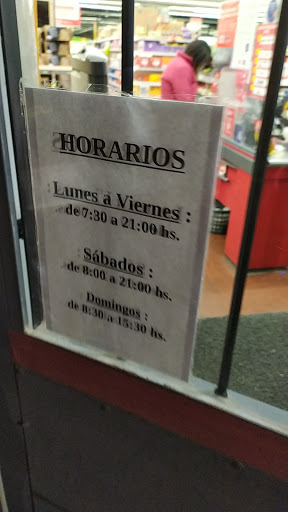 HORARIOS
Lunes a Viernes :
de 7:30 a 21:00 hs.
Sábados :
de 8:00 a 21:00 hs.
Domingos :
de 8:30 a 15:30 hs.